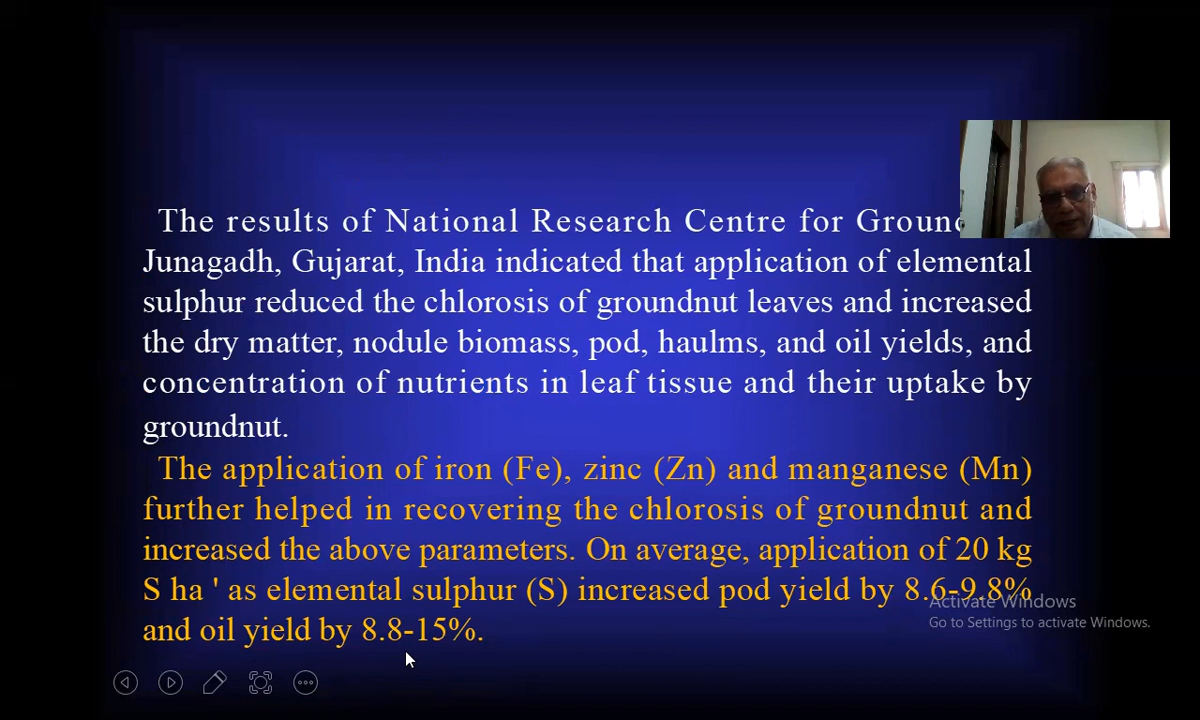 The results of National Research Centre for
Junagadh, Gujarat, India indicated that application of elemental
sulphur reduced the chlorosis of groundnut leaves and increased
the dry matter, nodule biomass, pod, haulms, and oil yields, and
concentration of nutrients in leaf tissue and their uptake by
groundnut.
The application of iron (Fe), zinc (Zn) and manganese (Mn)
further helped in recovering the chlorosis of groundnut and
increased the above parameters. On average, application of 20 kg
S ha ' as elemental sulphur (S) increased pod yield by 8.6-9.8%
and oil yield by 8.8-15%.
Activate Windows
Go to Settings to activate Windows.